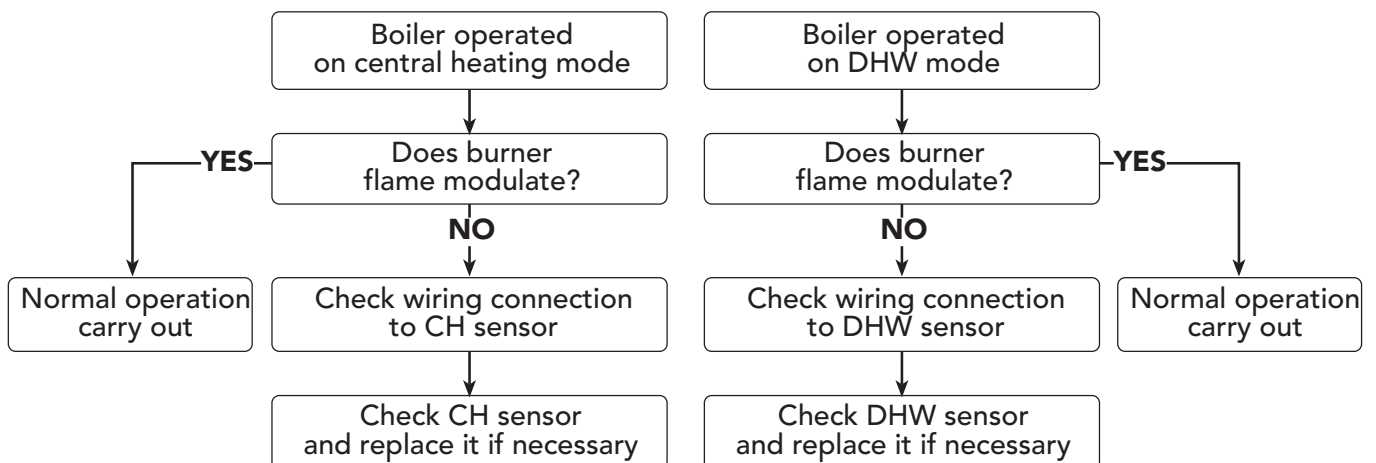 Boiler operated
on central heating mode
Boiler operated
on DHW mode
YES
Does burner
flame modulate?
Does burner
flame modulate?
YES
NO
NO
Normal operation
carry out
Check wiring connection
to CH sensor
Check wiring connection
to DHW sensor
Normal operation
carry out
Check CH sensor
and replace it if necessary
Check DHW sensor
and replace it if necessary